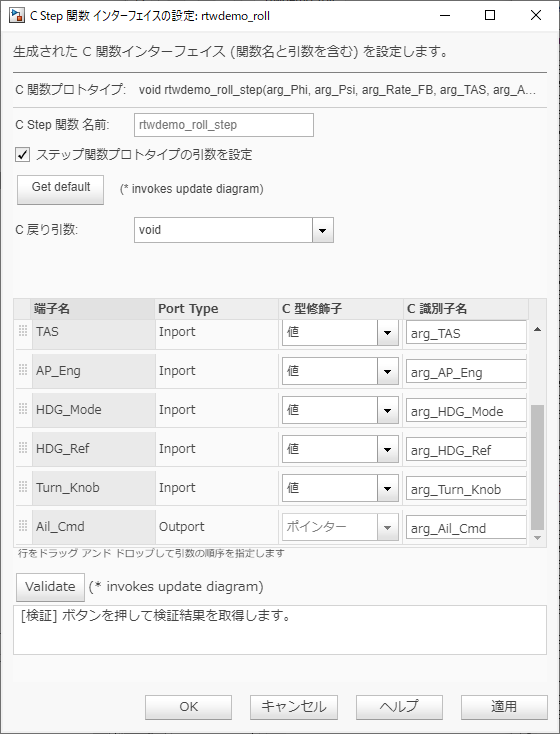 C Step 関数 インターフェイスの設定: rtwdemo_roll
生成された C 関数インターフェイス (関数名と引数を含む) を設定します。
C 関数プロトタイプ: void rtwdemo_roll_step(arg_Phi, arg_Psi, arg_Rate_FB, arg_TAS, arg_A...
C Step 関数 名前: rtwdemo_roll_step
ステップ関数プロトタイプの引数を設定
Get default (* invokes update diagram)
C 戻り引数: void
端子名 Port Type C 型修飾子 C 識別子名
TAS Inport 値 arg_TAS
AP_Eng Inport 値 arg_AP_Eng
HDG_Mode Inport 値 arg_HDG_Mode
HDG_Ref Inport 値 arg_HDG_Ref
Turn_Knob Inport 値 arg_Turn_Knob
Ail_Cmd Outport ポインター arg_Ail_Cmd
行をドラッグ アンド ドロップして引数の順序を指定します
Validate (* invokes update diagram)
[検証] ボタンを押して検証結果を取得します。
OK キャンセル ヘルプ 適用